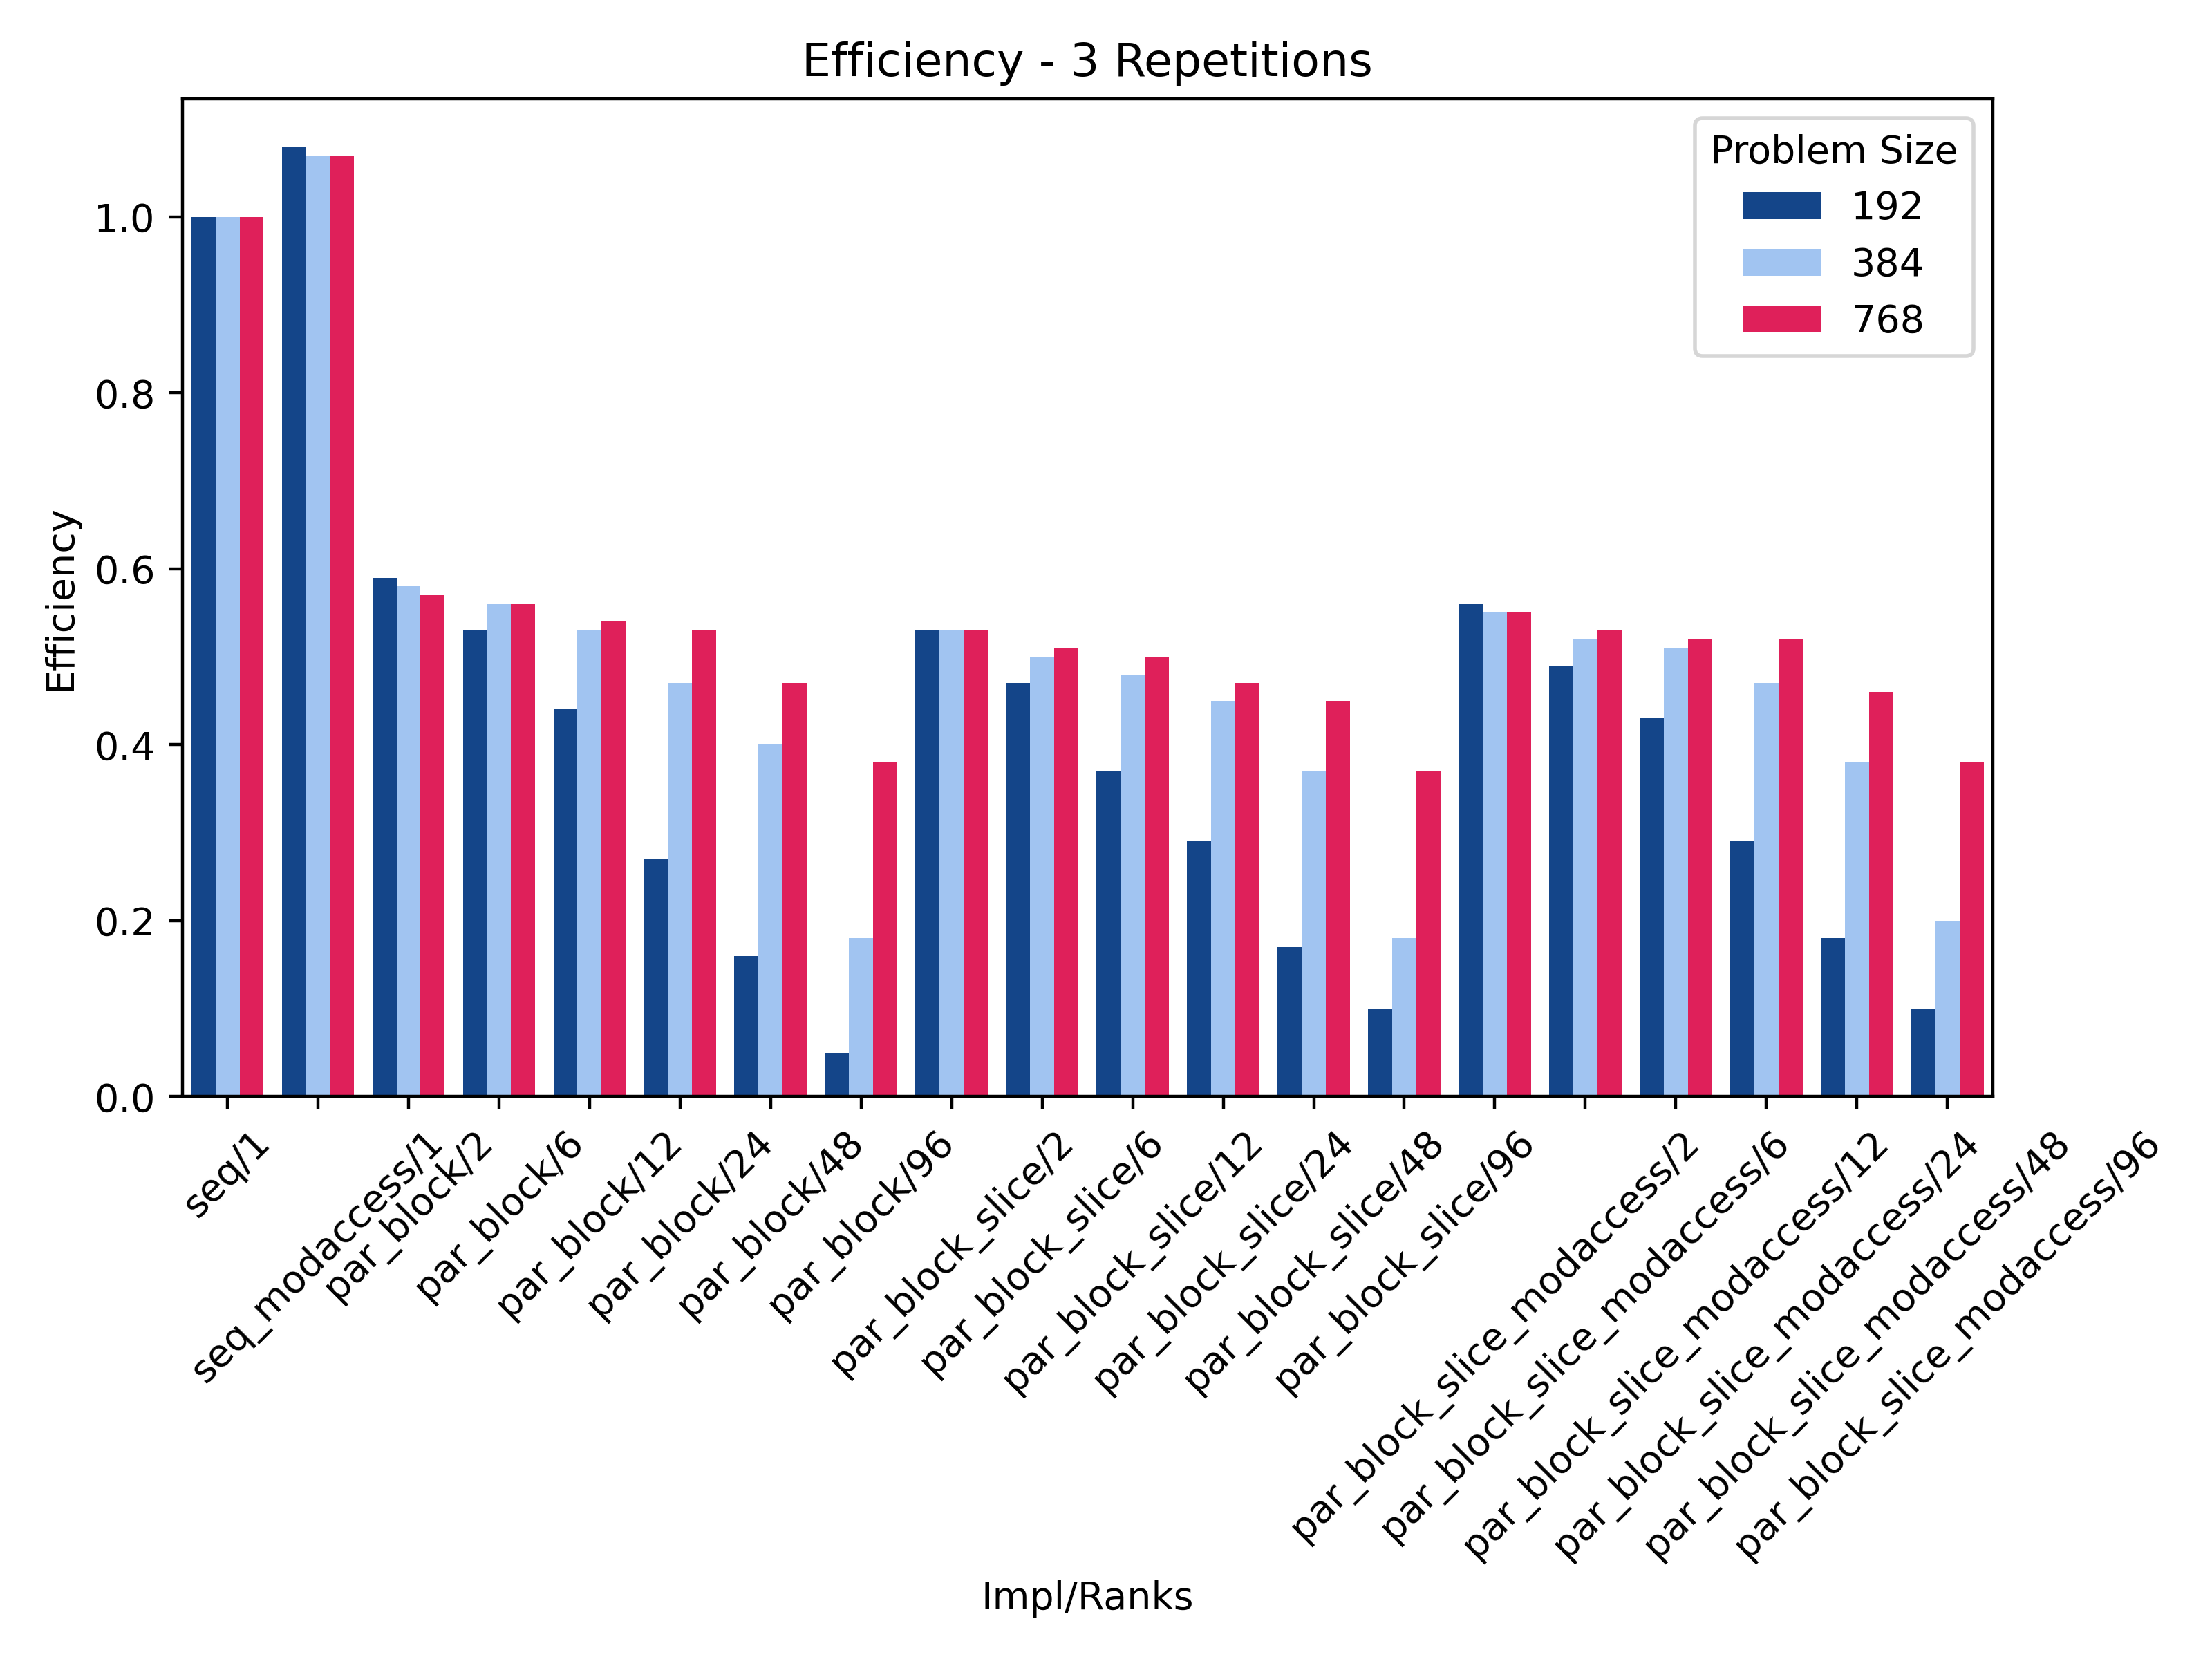 Efficiency - 3 Repetitions
Problem Size
192
384
768
Efficiency
1.0
0.8
0.6
0.4
0.2
0.0
seq/1
seq_modaccess/1
par_block/2
par_block/6
par_block/12
par_block/24
par_block/48
par_block/96
par_block_slice/2
par_block_slice/6
par_block_slice/12
par_block_slice/24
par_block_slice/48
par_block_slice/96
par_block_slice_modaccess/2
par_block_slice_modaccess/6
par_block_slice_modaccess/12
par_block_slice_modaccess/24
par_block_slice_modaccess/48
par_block_slice_modaccess/96
Impl/Ranks